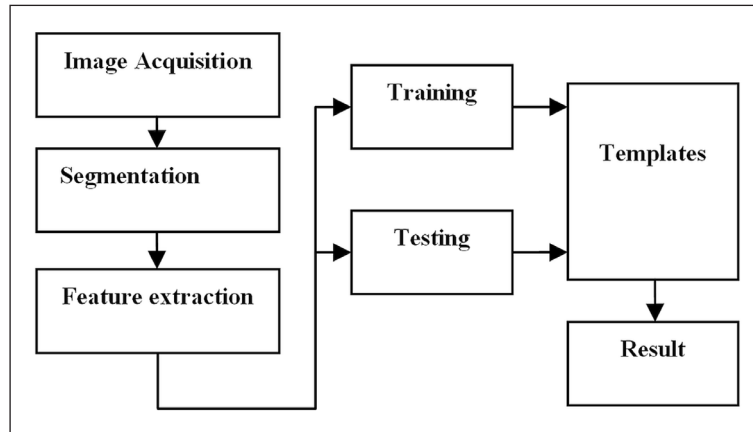 Image Acquisition
Segmentation
Feature extraction
Training
Testing
Templates
Result